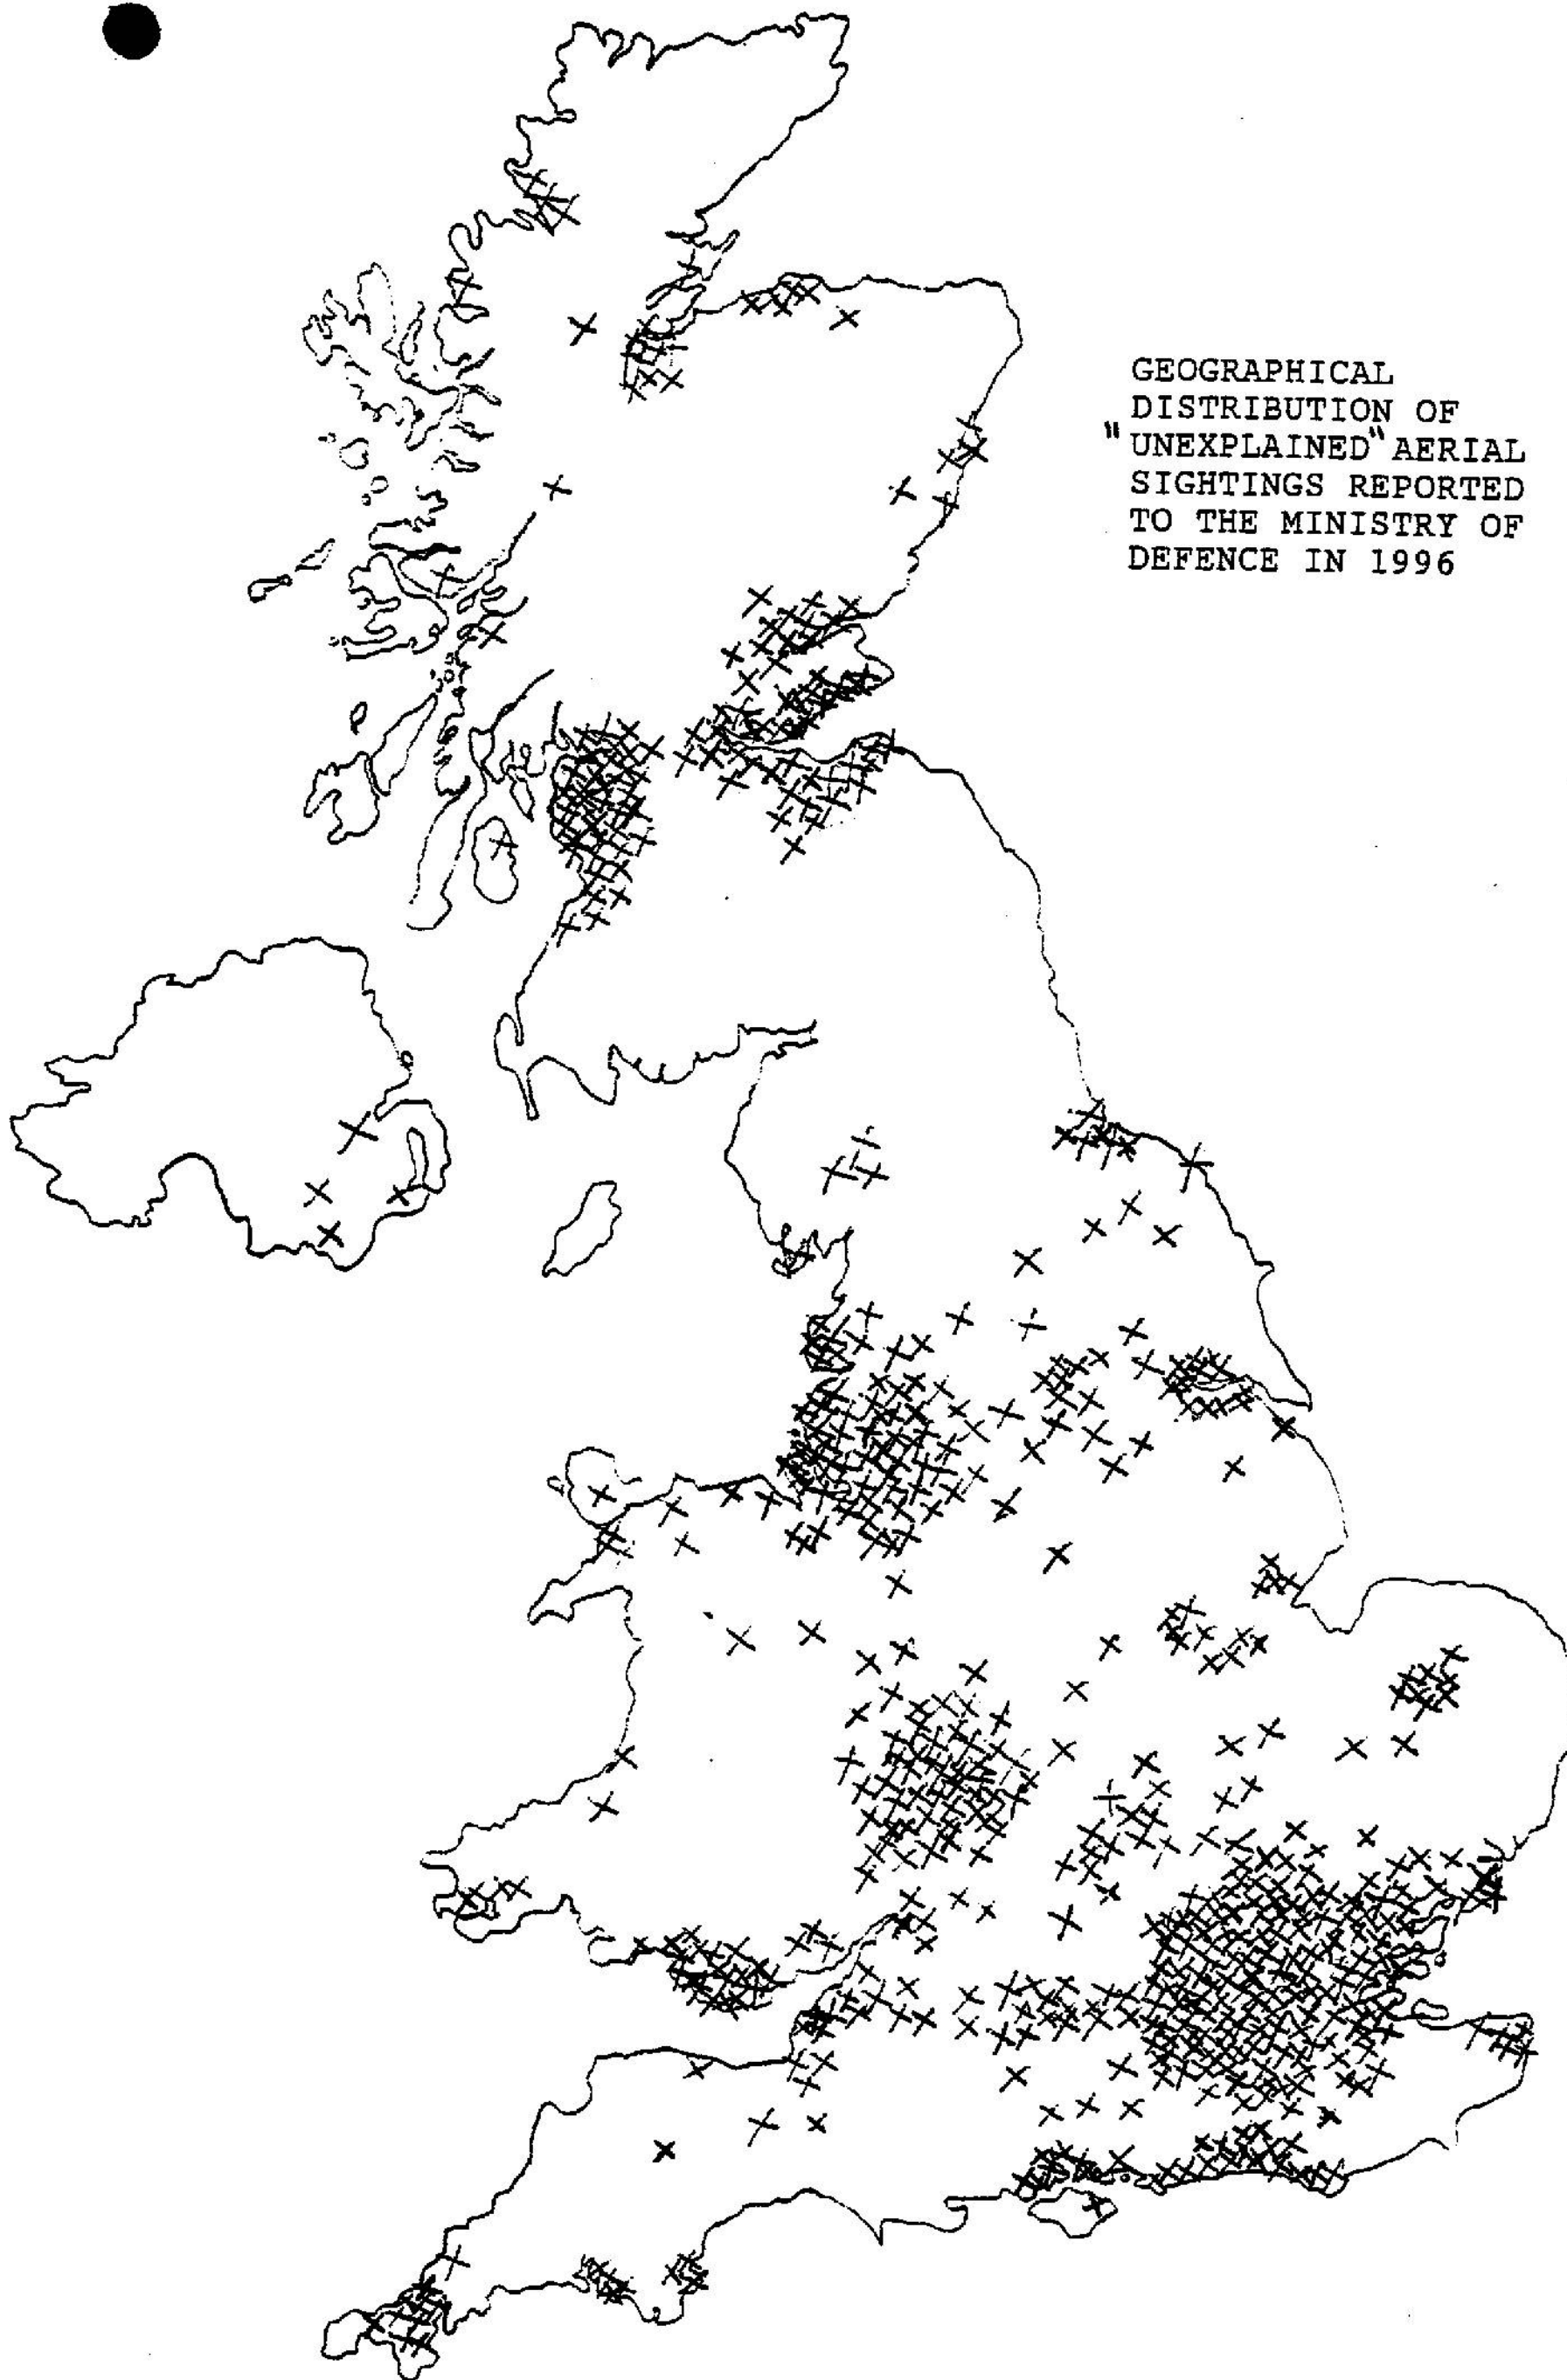 GEOGRAPHICAL
DISTRIBUTION OF
"UNEXPLAINED" AERIAL
SIGHTINGS REPORTED
TO THE MINISTRY OF
DEFENCE IN 1996